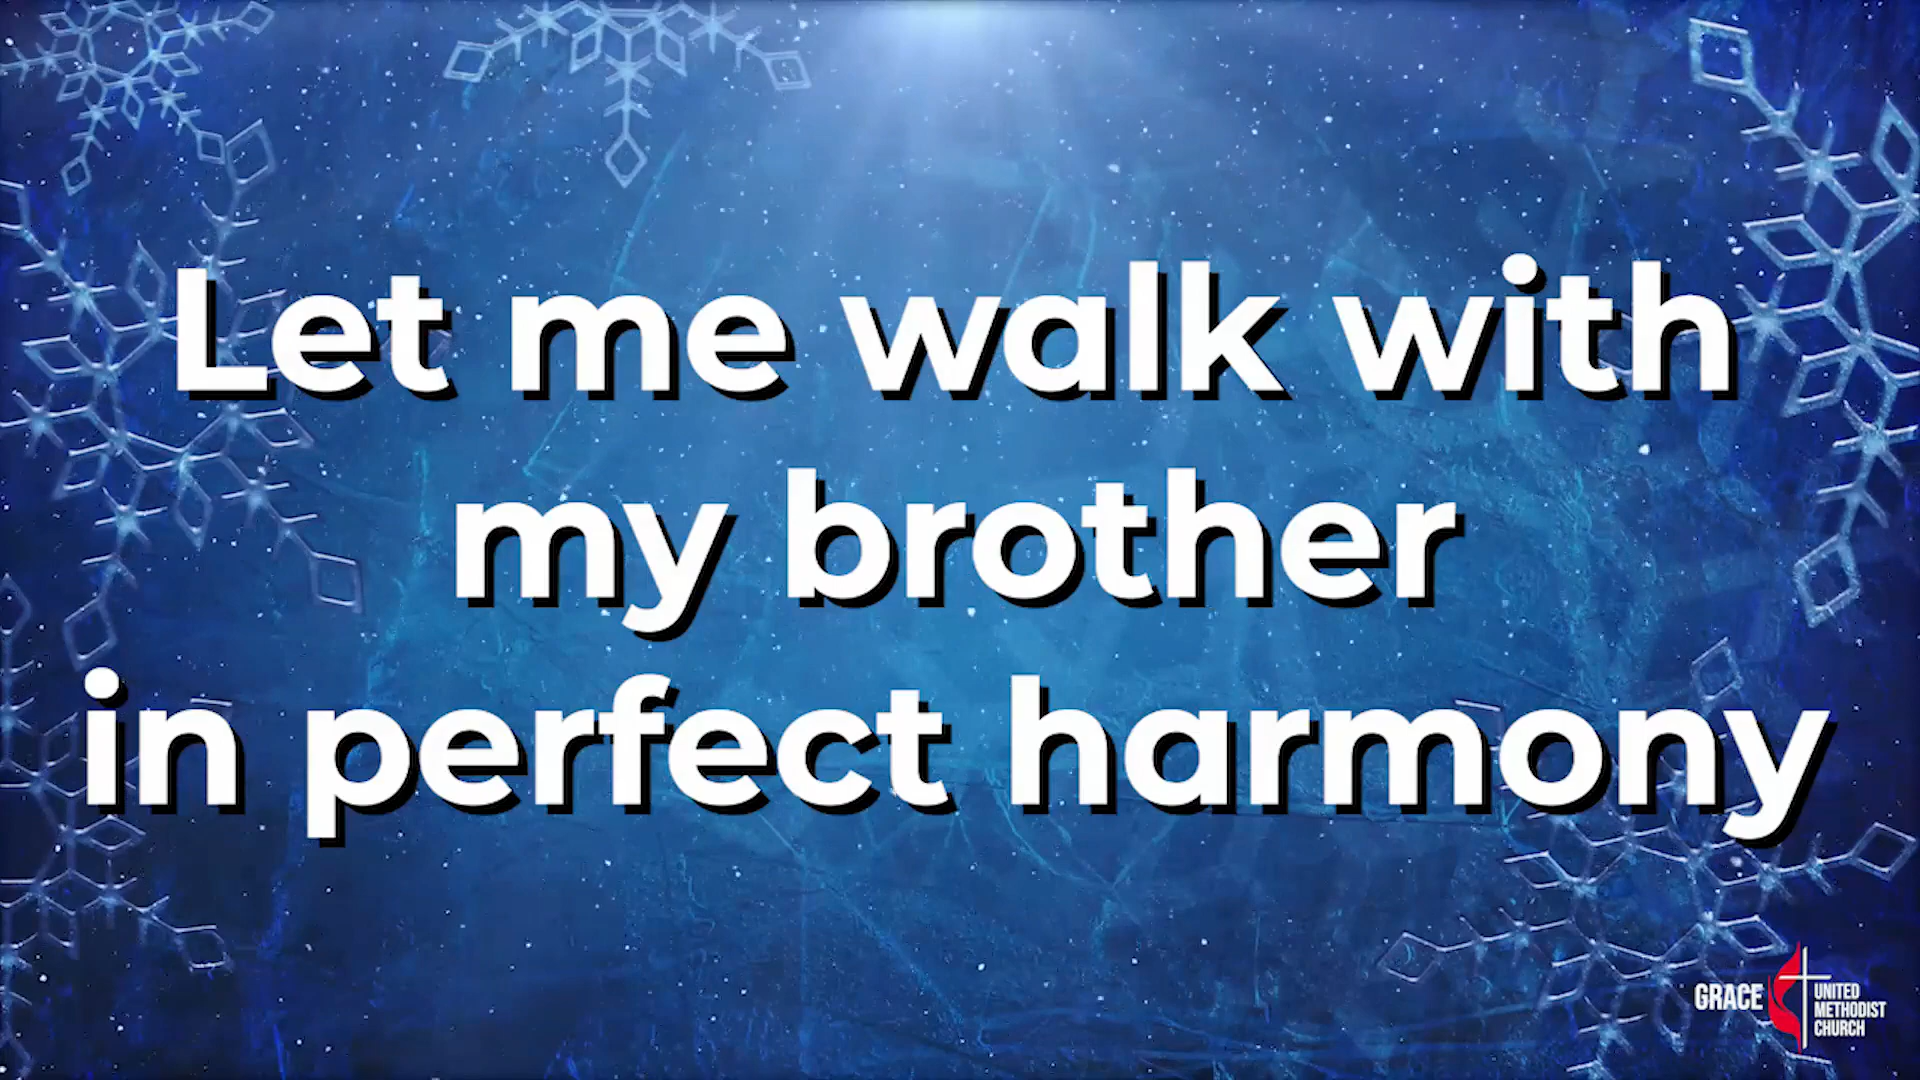 Let me walk with
my brother
in perfect harmony
GRACE
UNITED
METHODIST
CHURCH